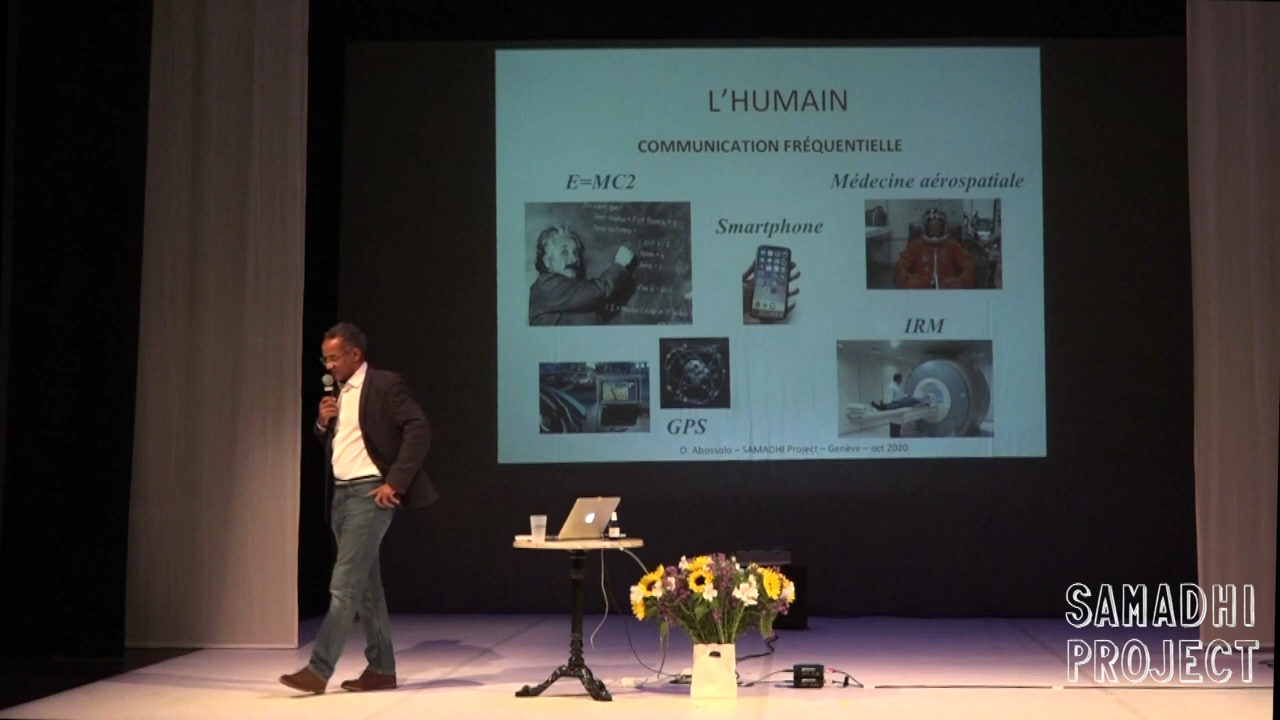 L'HUMAIN
COMMUNICATION FRÉQUENTIELLE
E=MC2
Médecine aérospatiale
Smartphone
IRM
GPS
O. Abossolo – SAMADHI Project – Genève – oct 2020
SAMADHI
PROJECT